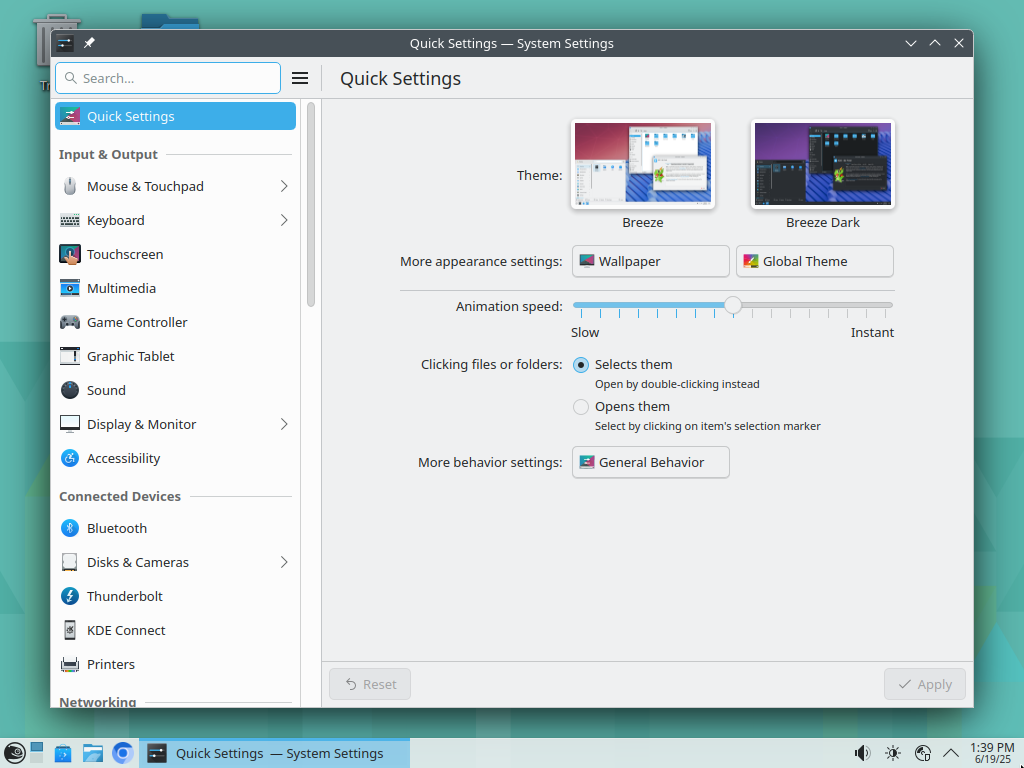 Quick Settings — System Settings
Search...
Quick Settings
Quick Settings
Input & Output
Mouse & Touchpad
Keyboard
Touchscreen
Multimedia
Game Controller
Graphic Tablet
Sound
Display & Monitor
Accessibility
Connected Devices
Bluetooth
Disks & Cameras
Thunderbolt
KDE Connect
Printers
Networking
Theme:
Breeze
Breeze Dark
More appearance settings:
Wallpaper
Global Theme
Animation speed:
Slow
Instant
Clicking files or folders:
Selects them
Open by double-clicking instead
Opens them
Select by clicking on item's selection marker
More behavior settings:
General Behavior
Reset
Apply
Quick Settings — System Settings
1:39 PM
6/19/25